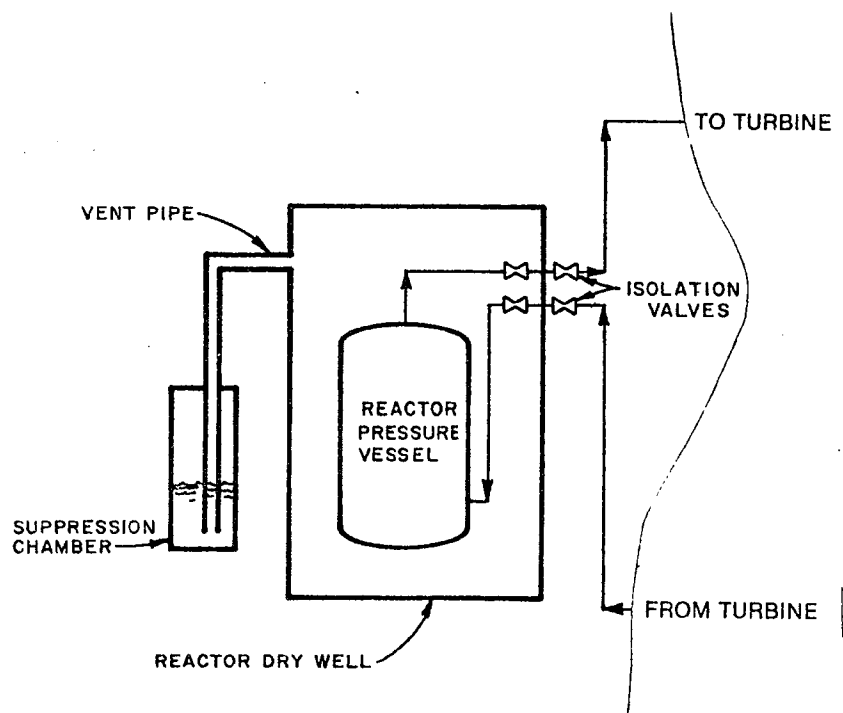 TO TURBINE
VENT PIPE
ISOLATION
VALVES
REACTOR
PRESSURE
VESSEL
SUPPRESSION
CHAMBER
FROM TURBINE
REACTOR DRY WELL